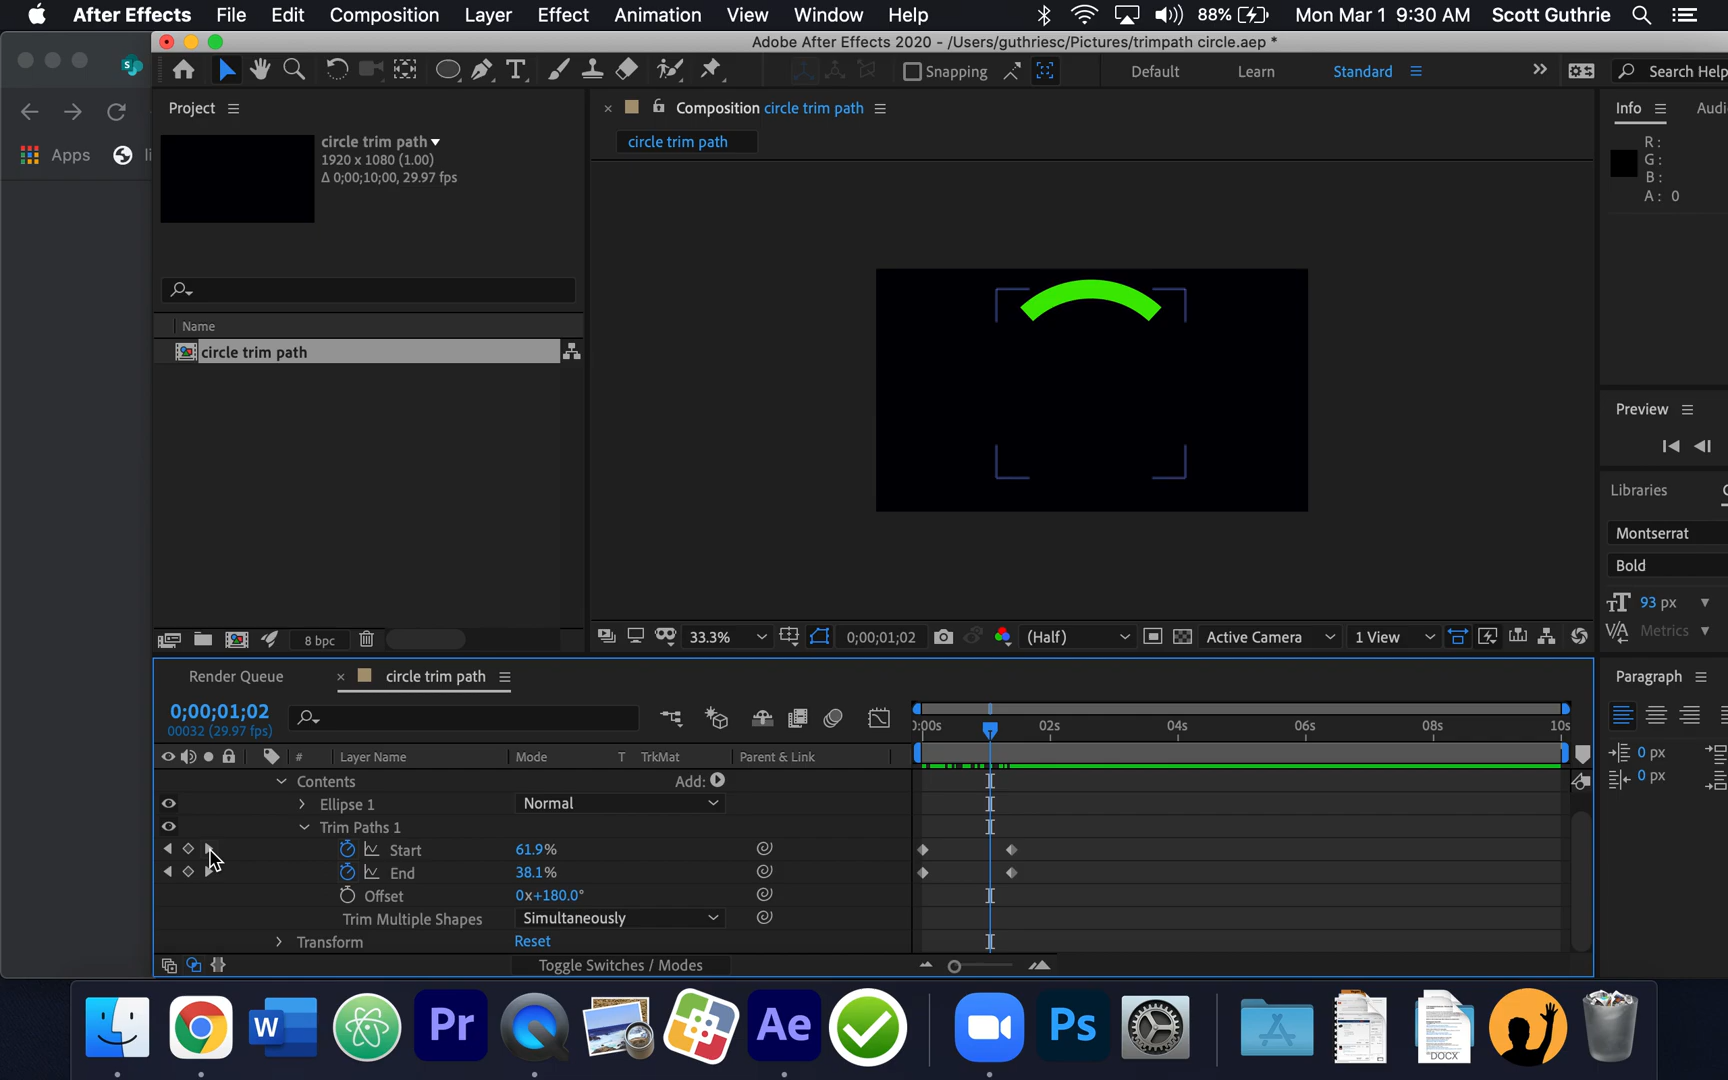 After Effects File Edit Composition Layer Effect Animation View Window Help 88% Mon Mar 1 9:30 AM Scott Guthrie
Adobe After Effects 2020 - /Users/guthriesc/Pictures/trimpath circle.aep *
Snapping Default Learn Standard Search Help
Apps
Project
circle trim path
1920 x 1080 (1.00)
Δ 0;00;10;00, 29.97 fps
Name
circle trim path
8 bpc
Composition circle trim path
circle trim path
33.3% 0;00;01;02 (Half) Active Camera 1 View
Info
R :
G :
B :
A : 0
Preview
Libraries
Montserrat
Bold
93 px
Metrics
Paragraph
0 px
0 px
Render Queue
circle trim path
0;00;01;02
00032 (29.97 fps)
:00s 02s 04s 06s 08s 10s
# Layer Name Mode T TrkMat Parent & Link
Contents Add:
Ellipse 1 Normal
Trim Paths 1
Start 61.9%
End 38.1%
Offset 0x+180.0°
Trim Multiple Shapes Simultaneously
Transform Reset
Toggle Switches / Modes
W Pr Ae Ps
DOCX